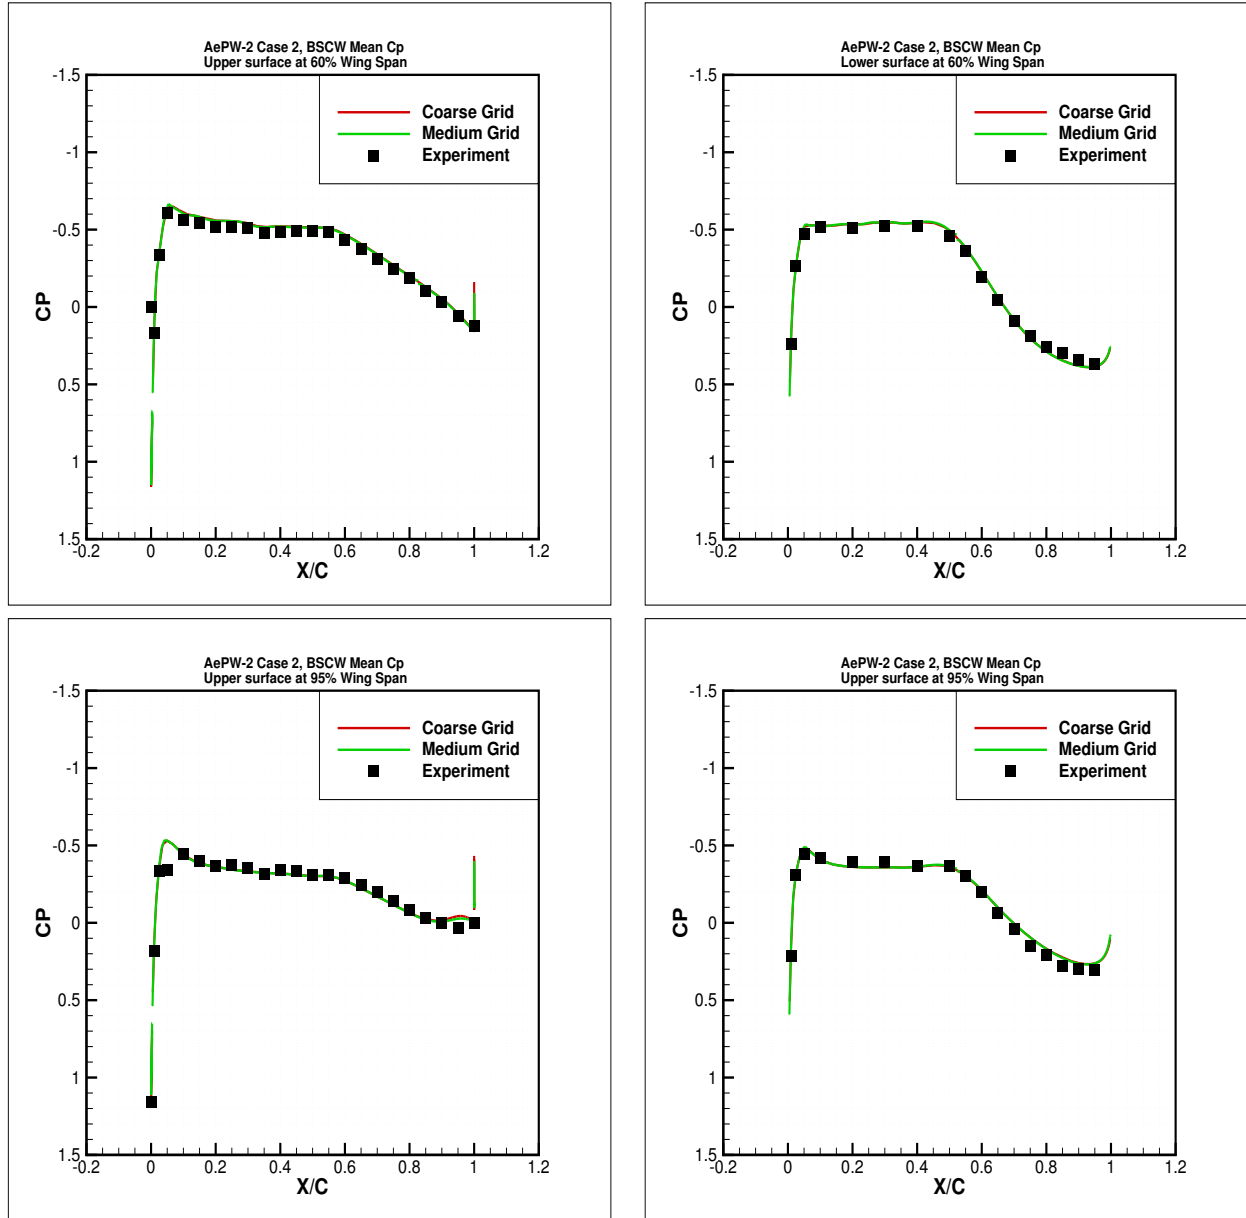 AePW-2 Case 2, BSCW Mean Cp
Upper surface at 60% Wing Span
-1.5
-1
-0.5
0
0.5
1
1.5
CP
Coarse Grid
Medium Grid
Experiment
-0.2 0 0.2 0.4 0.6 0.8 1 1.2
X/C
AePW-2 Case 2, BSCW Mean Cp
Lower surface at 60% Wing Span
-1.5
-1
-0.5
0
0.5
1
1.5
CP
Coarse Grid
Medium Grid
Experiment
-0.2 0 0.2 0.4 0.6 0.8 1 1.2
X/C
AePW-2 Case 2, BSCW Mean Cp
Upper surface at 95% Wing Span
-1.5
-1
-0.5
0
0.5
1
1.5
CP
Coarse Grid
Medium Grid
Experiment
-0.2 0 0.2 0.4 0.6 0.8 1 1.2
X/C
AePW-2 Case 2, BSCW Mean Cp
Upper surface at 95% Wing Span
-1.5
-1
-0.5
0
0.5
1
1.5
CP
Coarse Grid
Medium Grid
Experiment
-0.2 0 0.2 0.4 0.6 0.8 1 1.2
X/C